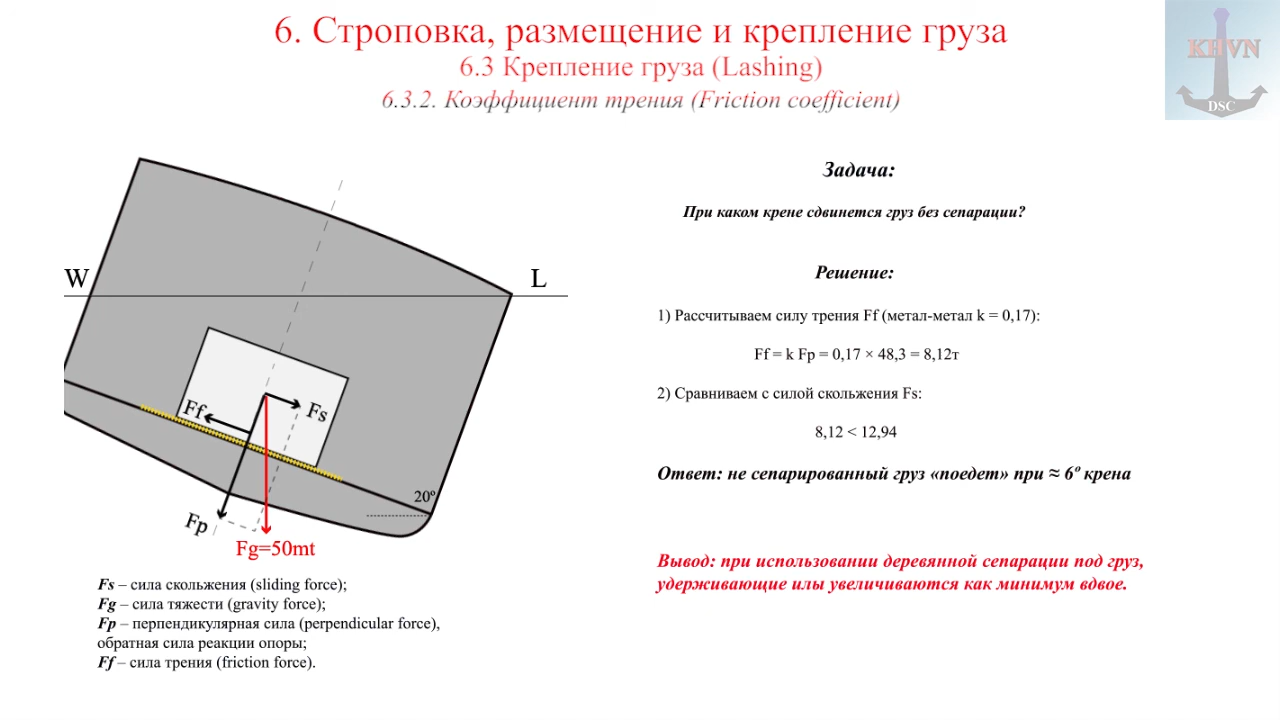 6. Строповка, размещение и крепление груза
6.3 Крепление груза (Lashing)
6.3.2. Коэффициент трения (Friction coefficient)
KHVN
DSC
W
L
Ff
Fs
20º
Fp
Fg=50mt
Fs – сила скольжения (sliding force);
Fg – сила тяжести (gravity force);
Fp – перпендикулярная сила (perpendicular force),
обратная сила реакции опоры;
Ff – сила трения (friction force).
Задача:
При каком крене сдвинется груз без сепарации?
Решение:
1) Рассчитываем силу трения Ff (метал-метал k = 0,17):
Ff = k Fp = 0,17 × 48,3 = 8,12т
2) Сравниваем с силой скольжения Fs:
8,12 < 12,94
Ответ: не сепарированный груз «поедет» при ≈ 6º крена
Вывод: при использовании деревянной сепарации под груз,
удерживающие илы увеличиваются как минимум вдвое.